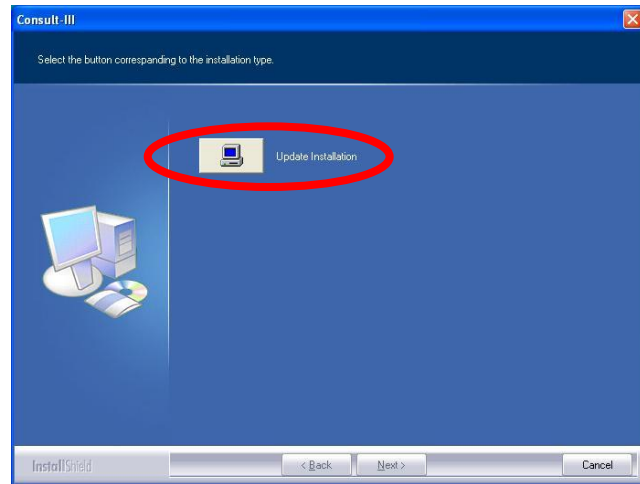 Consult-III
Select the button correspanding to the installation type.
Update Installation
InstallShield
< Back
Next >
Cancel